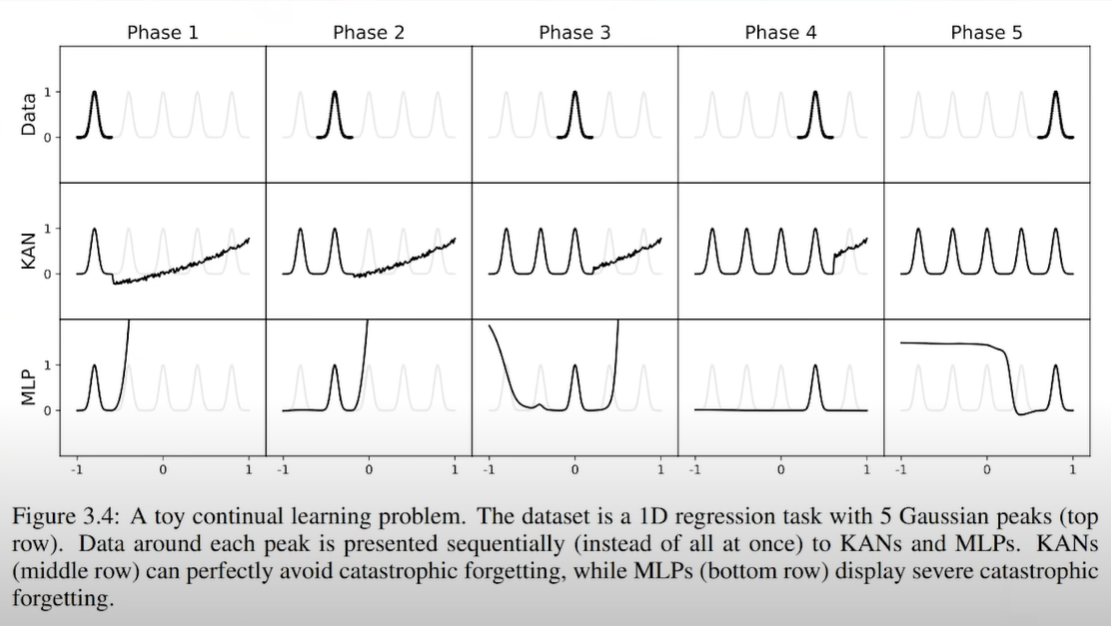 Phase 1 Phase 2 Phase 3 Phase 4 Phase 5
Data
1
0
KAN
1
0
MLP
1
0
-1 0 1 -1 0 1 -1 0 1 -1 0 1 -1 0 1
Figure 3.4: A toy continual learning problem. The dataset is a 1D regression task with 5 Gaussian peaks (top
row). Data around each peak is presented sequentially (instead of all at once) to KANs and MLPs. KANs
(middle row) can perfectly avoid catastrophic forgetting, while MLPs (bottom row) display severe catastrophic
forgetting.